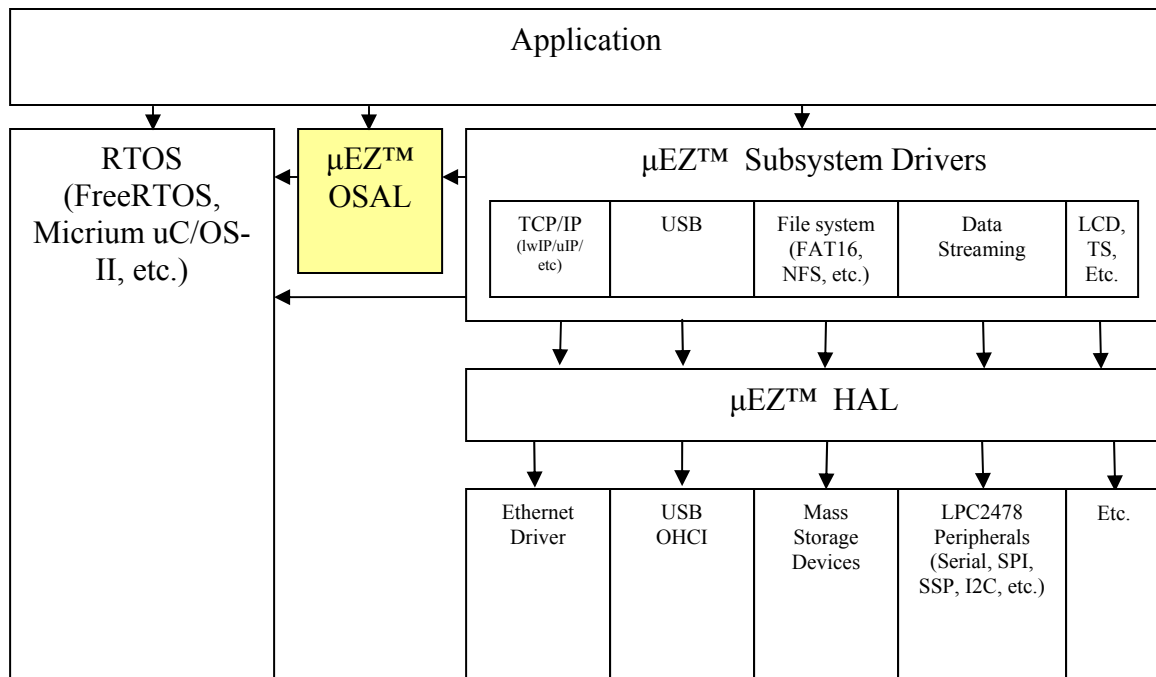 Application
RTOS
(FreeRTOS,
Micrium uC/OS-
II, etc.)
μEZ™
OSAL
μEZ™ Subsystem Drivers
TCP/IP
(lwIP/uIP/
etc)
USB
File system
(FAT16,
NFS, etc.)
Data
Streaming
LCD,
TS,
Etc.
μEZ™ HAL
Ethernet
Driver
USB
OHCI
Mass
Storage
Devices
LPC2478
Peripherals
(Serial, SPI,
SSP, I2C, etc.)
Etc.